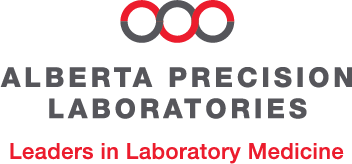 ALBERTA PRECISION
LABORATORIES
Leaders in Laboratory Medicine